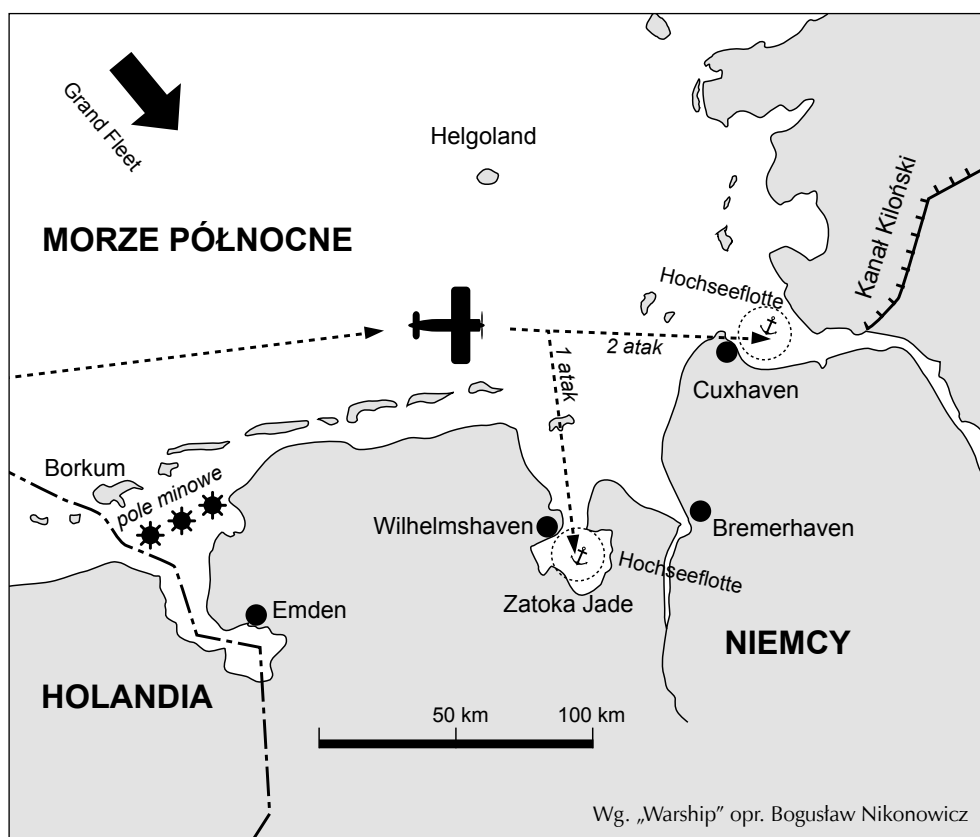 Grand Fleet
Helgoland
MORZE PÓŁNOCNE
Kanał Kiloński
Hochseeflotte
1 atak
2 atak
Cuxhaven
Borkum
pole minowe
Wilhelmshaven
Bremerhaven
Hochseeflotte
Zatoka Jade
Emden
NIEMCY
HOLANDIA
50 km
100 km
Wg. „Warship” opr. Bogusław Nikonowicz